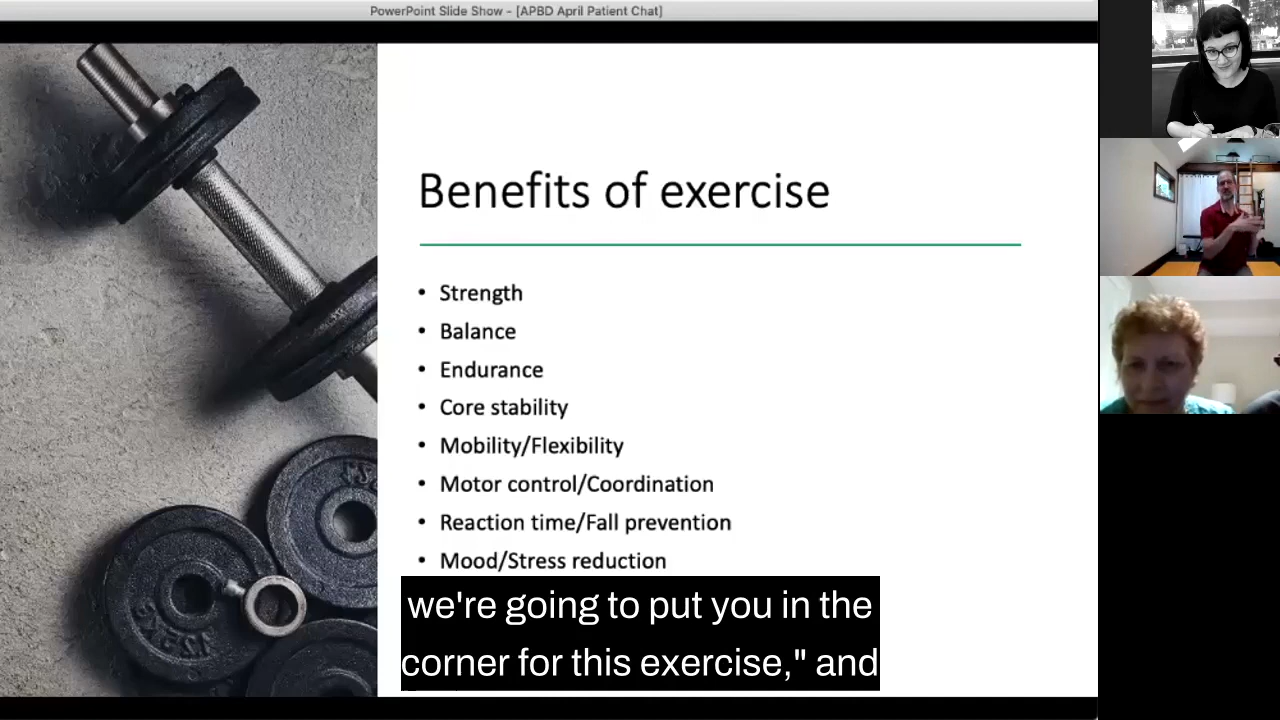 PowerPoint Slide Show - [APBD April Patient Chat]
Benefits of exercise
• Strength
• Balance
• Endurance
• Core stability
• Mobility/Flexibility
• Motor control/Coordination
• Reaction time/Fall prevention
• Mood/Stress reduction
we're going to put you in the
corner for this exercise," and